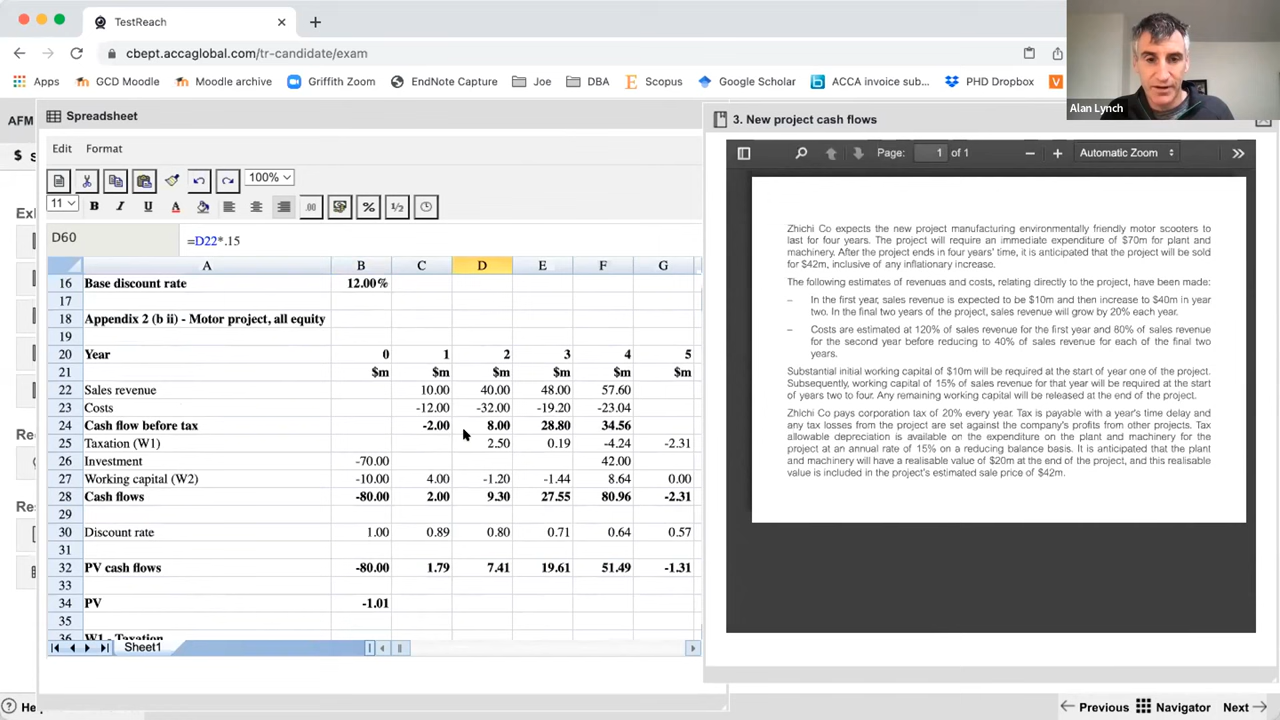 TestReach
cbept.accaglobal.com/tr-candidate/exam
Apps GCD Moodle Moodle archive Griffith Zoom EndNote Capture Joe DBA Scopus Google Scholar ACCA invoice sub... PHD Dropbox
Alan Lynch
AFM
Spreadsheet
3. New project cash flows
Edit Format
100%
Page: 1 of 1 Automatic Zoom
11 B I U
D60 =D22*.15
A B C D E F G
16 Base discount rate 12.00%
17
18 Appendix 2 (b ii) - Motor project, all equity
19
20 Year 0 1 2 3 4 5
21 $m $m $m $m $m $m
22 Sales revenue 10.00 40.00 48.00 57.60
23 Costs -12.00 -32.00 -19.20 -23.04
24 Cash flow before tax -2.00 8.00 28.80 34.56
25 Taxation (W1) 2.50 0.19 -4.24 -2.31
26 Investment -70.00 42.00
27 Working capital (W2) -10.00 4.00 -1.20 -1.44 8.64 0.00
28 Cash flows -80.00 2.00 9.30 27.55 80.96 -2.31
29
30 Discount rate 1.00 0.89 0.80 0.71 0.64 0.57
31
32 PV cash flows -80.00 1.79 7.41 19.61 51.49 -1.31
33
34 PV -1.01
35
36 W1 - Taxation
Sheet1
Zhichi Co expects the new project manufacturing environmentally friendly motor scooters to
last for four years. The project will require an immediate expenditure of $70m for plant and
machinery. After the project ends in four years' time, it is anticipated that the project will be sold
for $42m, inclusive of any inflationary increase.
The following estimates of revenues and costs, relating directly to the project, have been made:
– In the first year, sales revenue is expected to be $10m and then increase to $40m in year
two. In the final two years of the project, sales revenue will grow by 20% each year.
– Costs are estimated at 120% of sales revenue for the first year and 80% of sales revenue
for the second year before reducing to 40% of sales revenue for each of the final two
years.
Substantial initial working capital of $10m will be required at the start of year one of the project.
Subsequently, working capital of 15% of sales revenue for that year will be required at the start
of years two to four. Any remaining working capital will be released at the end of the project.
Zhichi Co pays corporation tax of 20% every year. Tax is payable with a year's time delay and
any tax losses from the project are set against the company's profits from other projects. Tax
allowable depreciation is available on the expenditure on the plant and machinery for the
project at an annual rate of 15% on a reducing balance basis. It is anticipated that the plant
and machinery will have a realisable value of $20m at the end of the project, and this realisable
value is included in the project's estimated sale price of $42m.
Previous Navigator Next